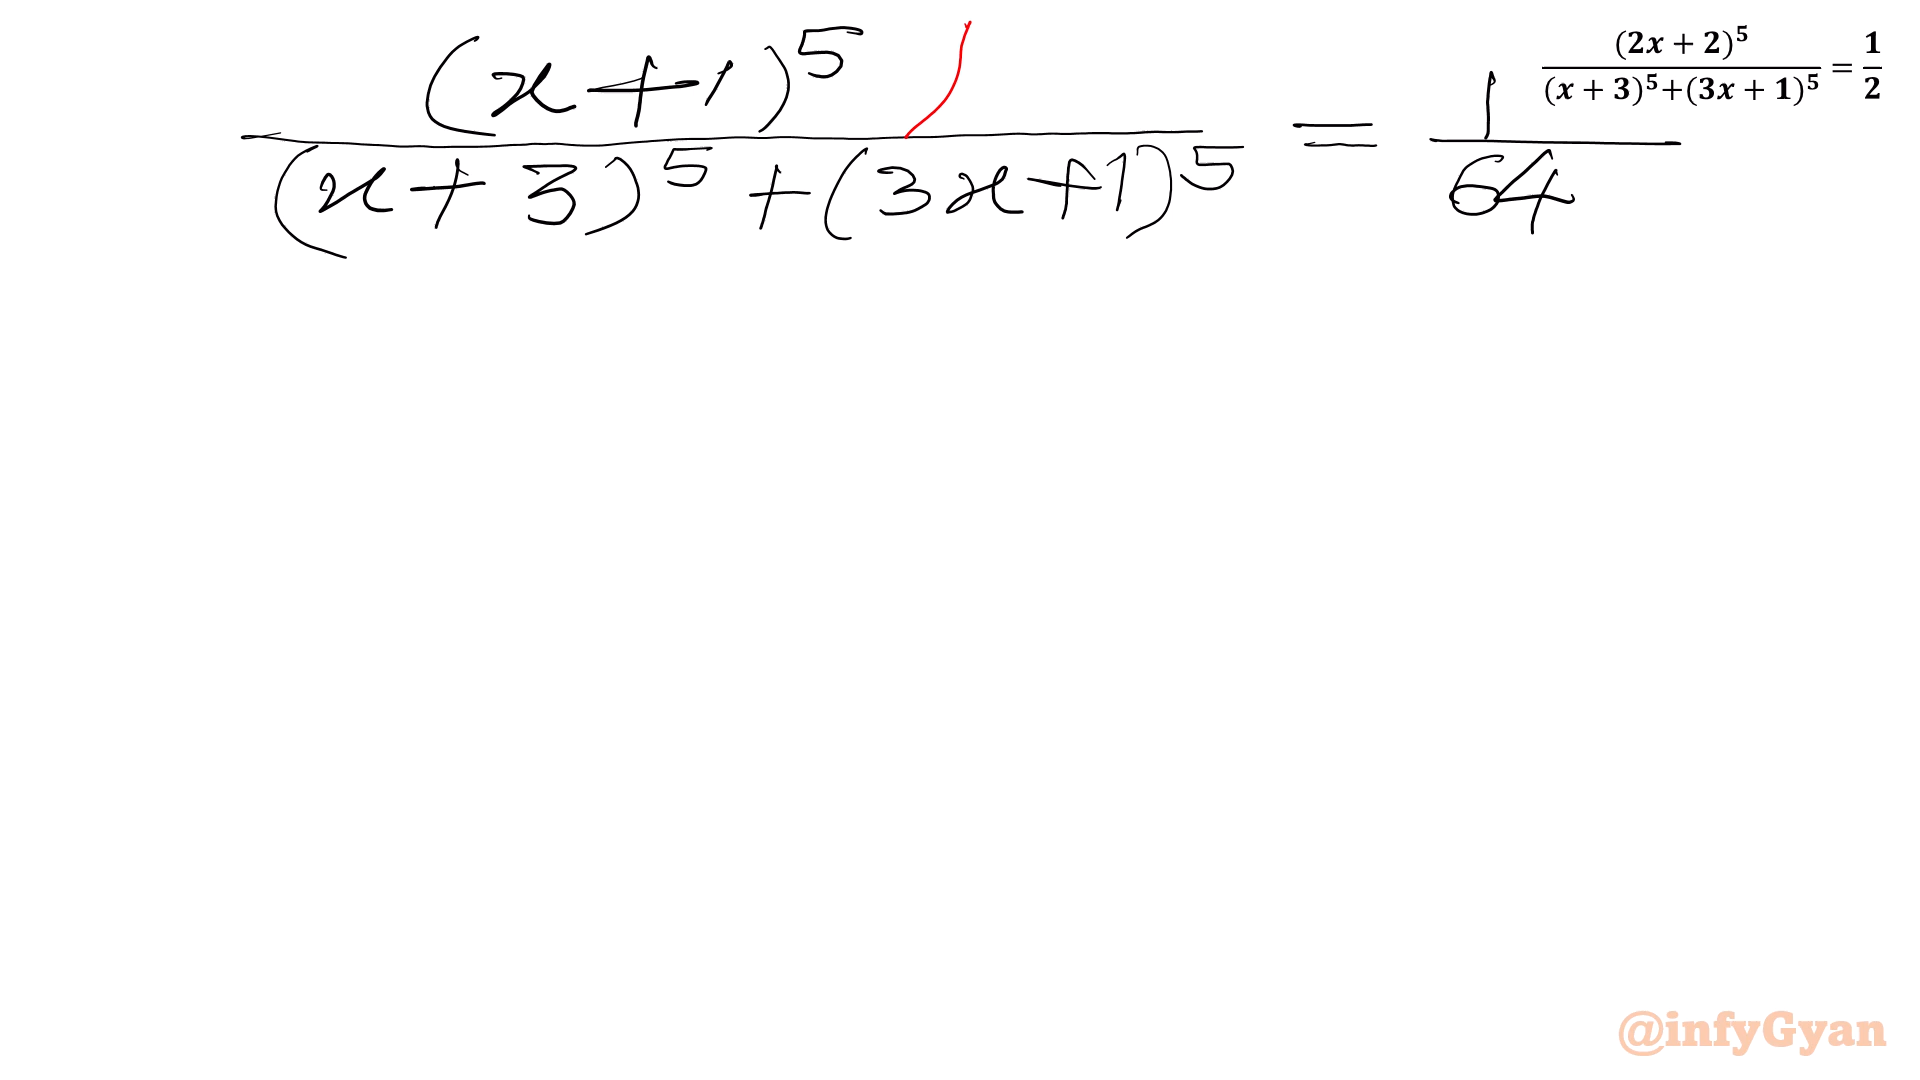 (x+1)⁵ / ((x+3)⁵ + (3x+1)⁵) = 1/64
(2x + 2)⁵ / ((x + 3)⁵+(3x + 1)⁵) = 1/2
@infyGyan